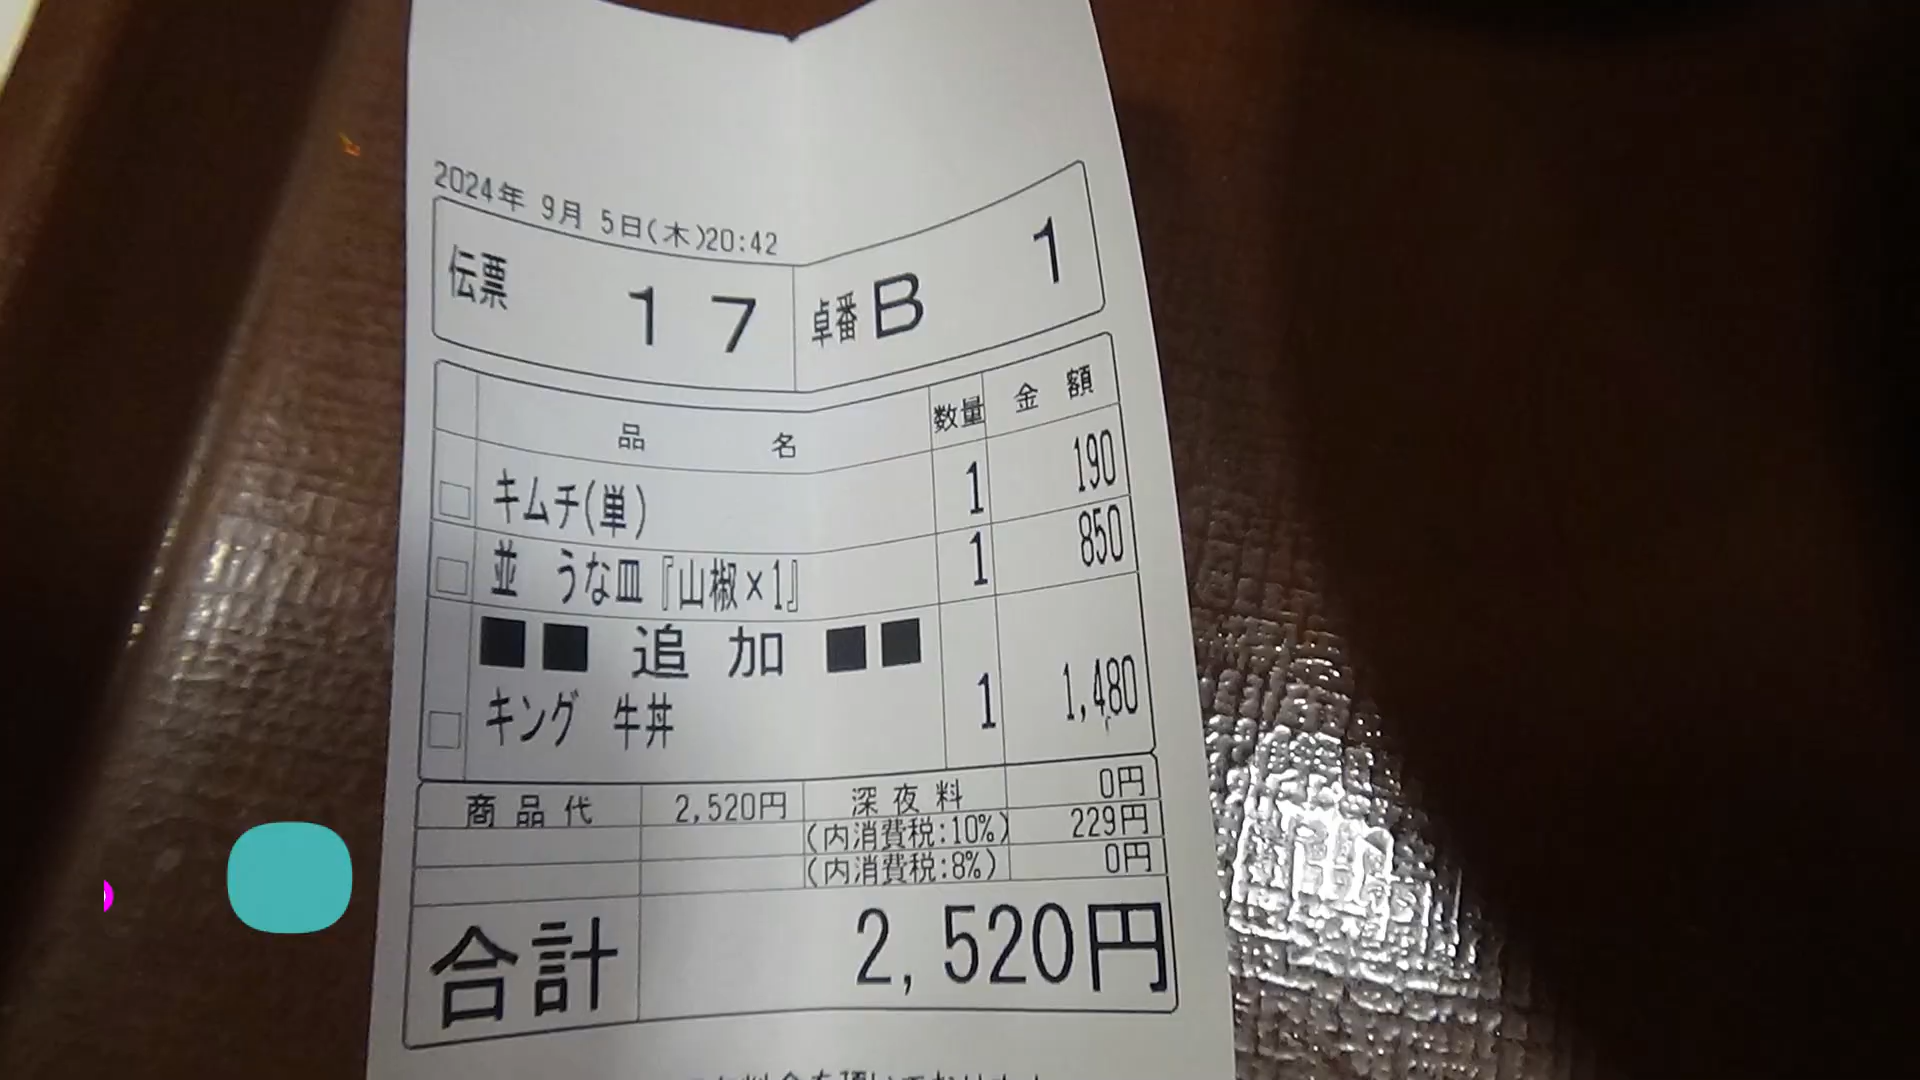 2024年 9月 5日(木)20:42
伝票 17 卓番 B 1
品 名 数量 金 額
キムチ(単) 1 190
並 うな皿『山椒×1』 1 850
■■ 追 加 ■■
キング 牛丼 1 1,480
商 品 代 2,520円 深 夜 料 0円
(内消費税:10%) 229円
(内消費税:8%) 0円
合計 2,520円